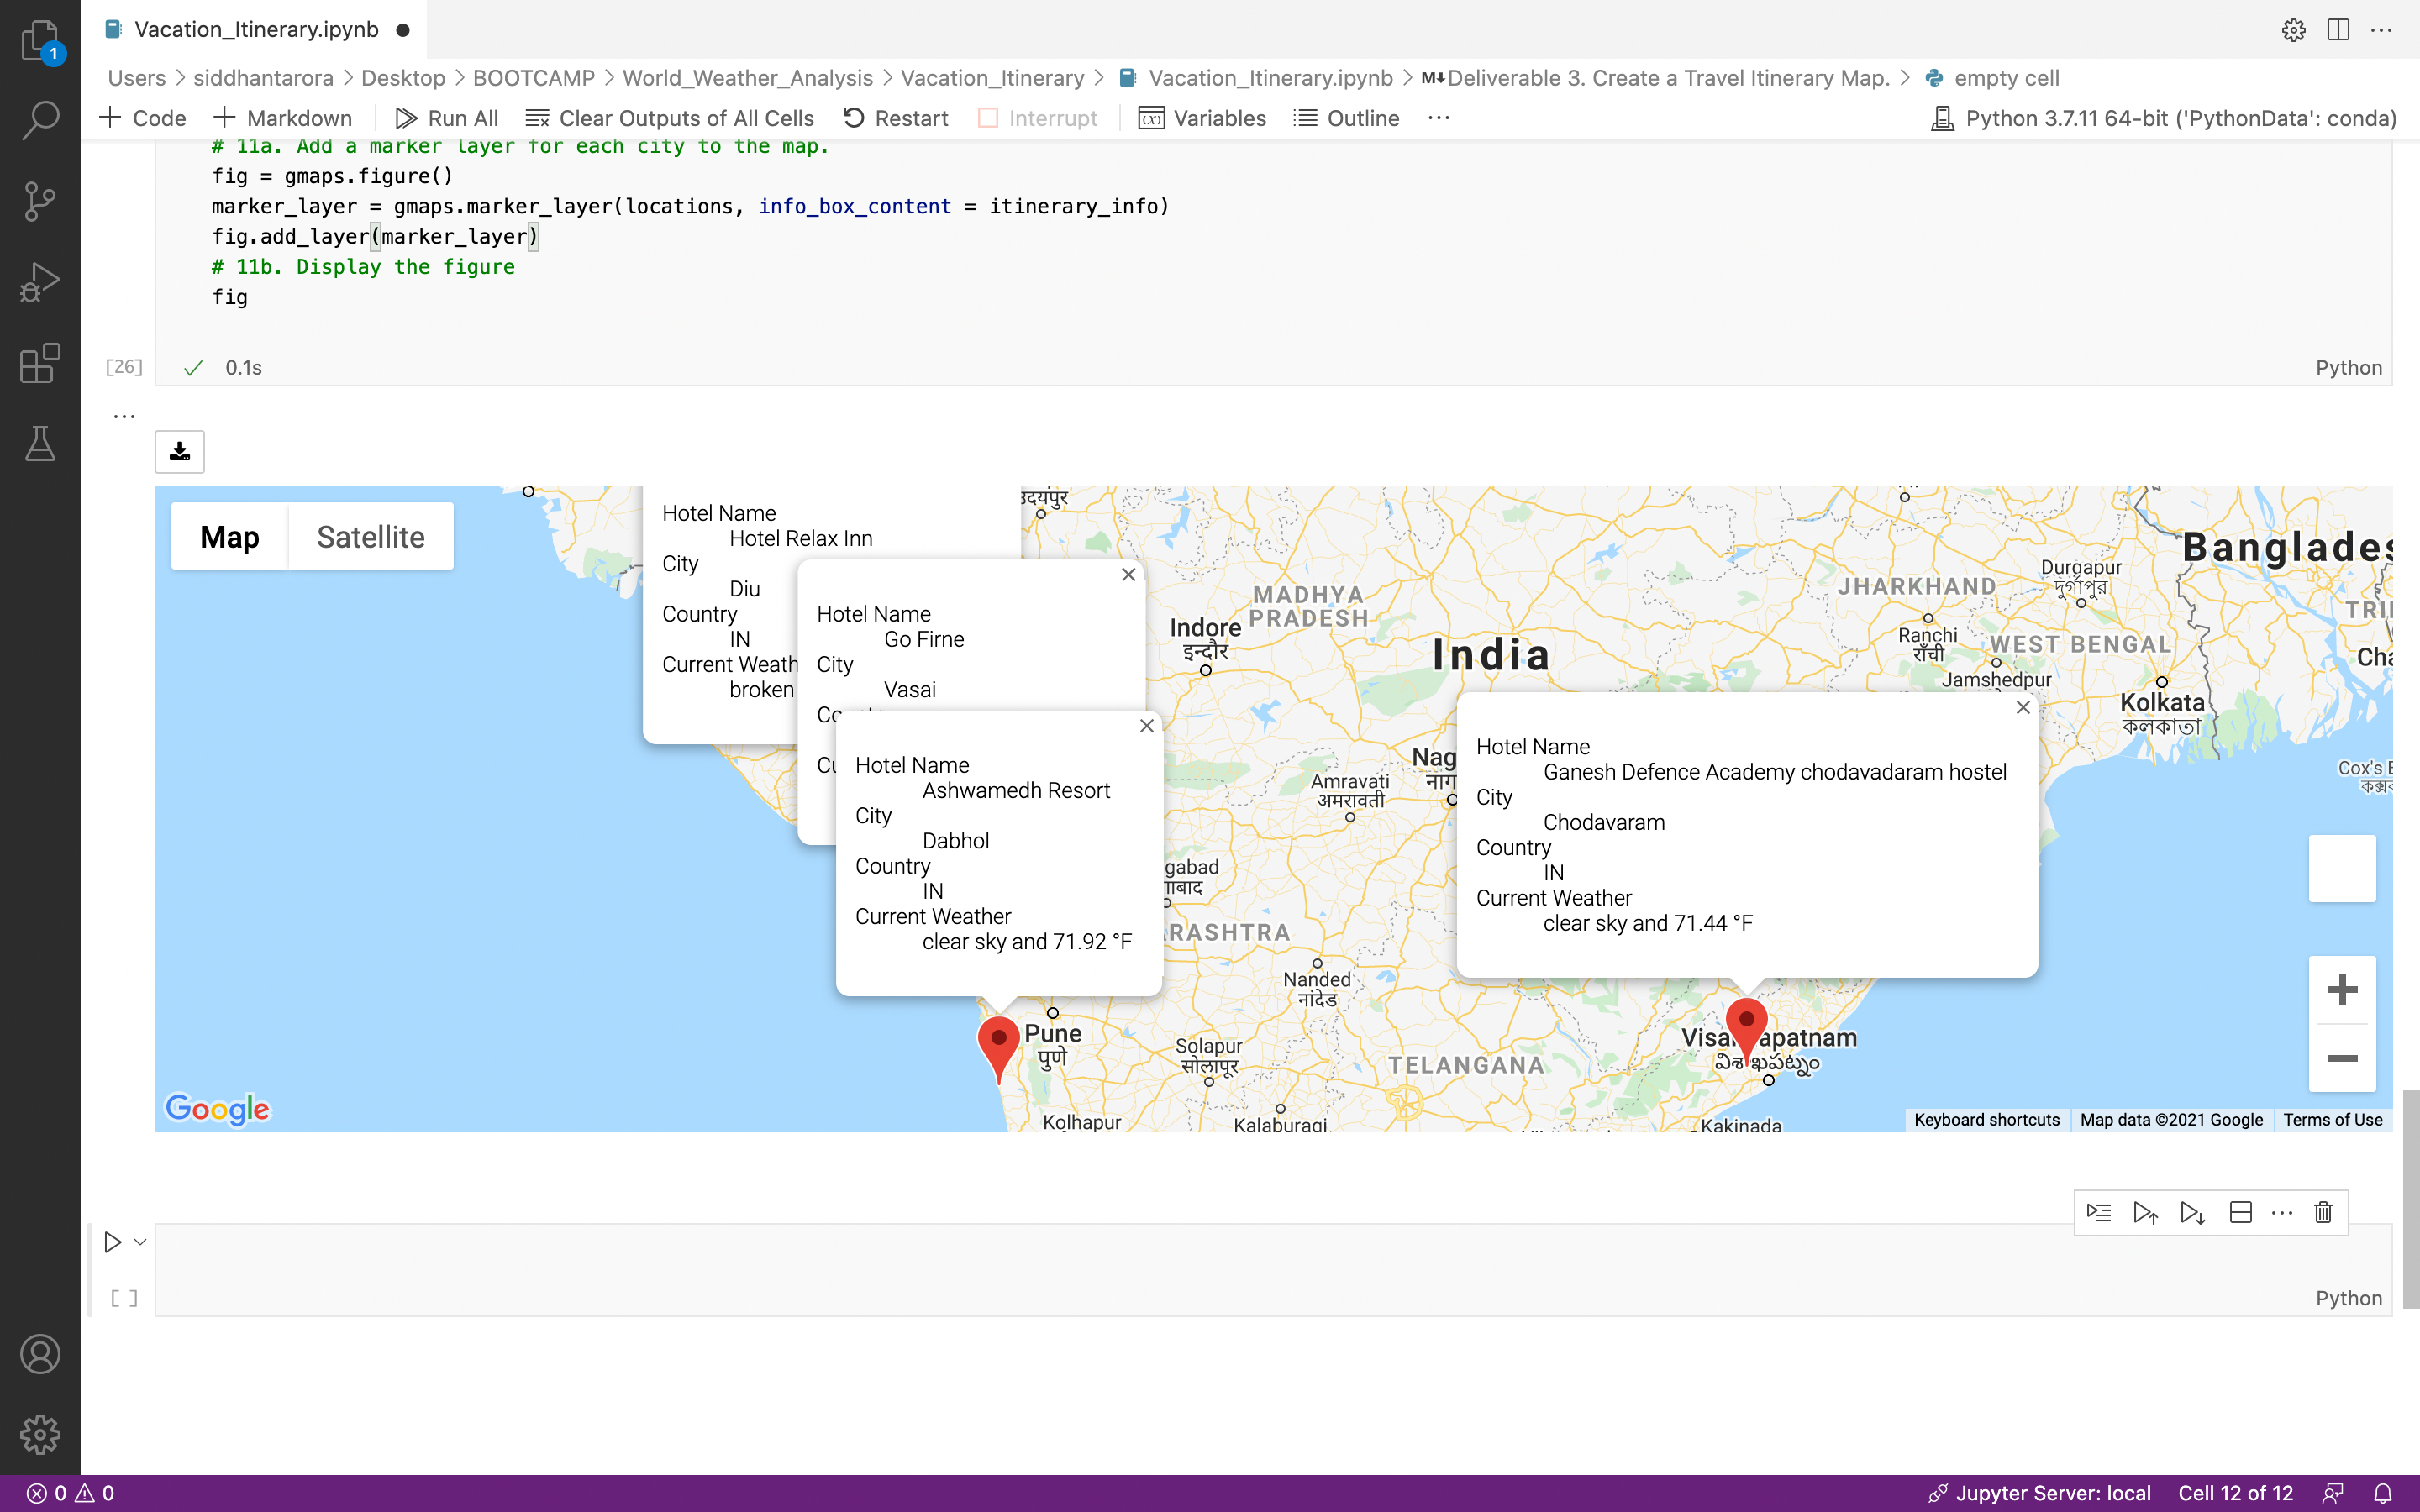 Vacation_Itinerary.ipynb
1
Users > siddhantarora > Desktop > BOOTCAMP > World_Weather_Analysis > Vacation_Itinerary > Vacation_Itinerary.ipynb > M↓Deliverable 3. Create a Travel Itinerary Map. > empty cell
Code
Markdown
Run All
Clear Outputs of All Cells
Restart
Interrupt
Variables
Outline
Python 3.7.11 64-bit ('PythonData': conda)
# 11a. Add a marker layer for each city to the map.
fig = gmaps.figure()
marker_layer = gmaps.marker_layer(locations, info_box_content = itinerary_info)
fig.add_layer(marker_layer)
# 11b. Display the figure
fig
[26]
0.1s
Python
Map
Satellite
Hotel Name
Hotel Relax Inn
City
Diu
Country
IN
Current Weath
broken
Hotel Name
Go Firne
City
Vasai
Hotel Name
Ashwamedh Resort
City
Dabhol
Country
IN
Current Weather
clear sky and 71.92 °F
Hotel Name
Ganesh Defence Academy chodavadaram hostel
City
Chodavaram
Country
IN
Current Weather
clear sky and 71.44 °F
उदयपुर
MADHYA
PRADESH
Indore
इन्दौर
India
JHARKHAND
Durgapur
দুর্গাপুর
Banglades
TRI
Ranchi
राँची
WEST BENGAL
Jamshedpur
Kolkata
কলকাতা
Cha
Cox's B
Nag
नाग
Amravati
अमरावती
gabad
ाबाद
RASHTRA
Nanded
नांदेड
Pune
पुणे
Solapur
सोलापूर
TELANGANA
Visa apatnam
Kolhapur
Kalaburagi
Kakinada
Google
Keyboard shortcuts
Map data ©2021 Google
Terms of Use
[ ]
Python
0
0
Jupyter Server: local
Cell 12 of 12